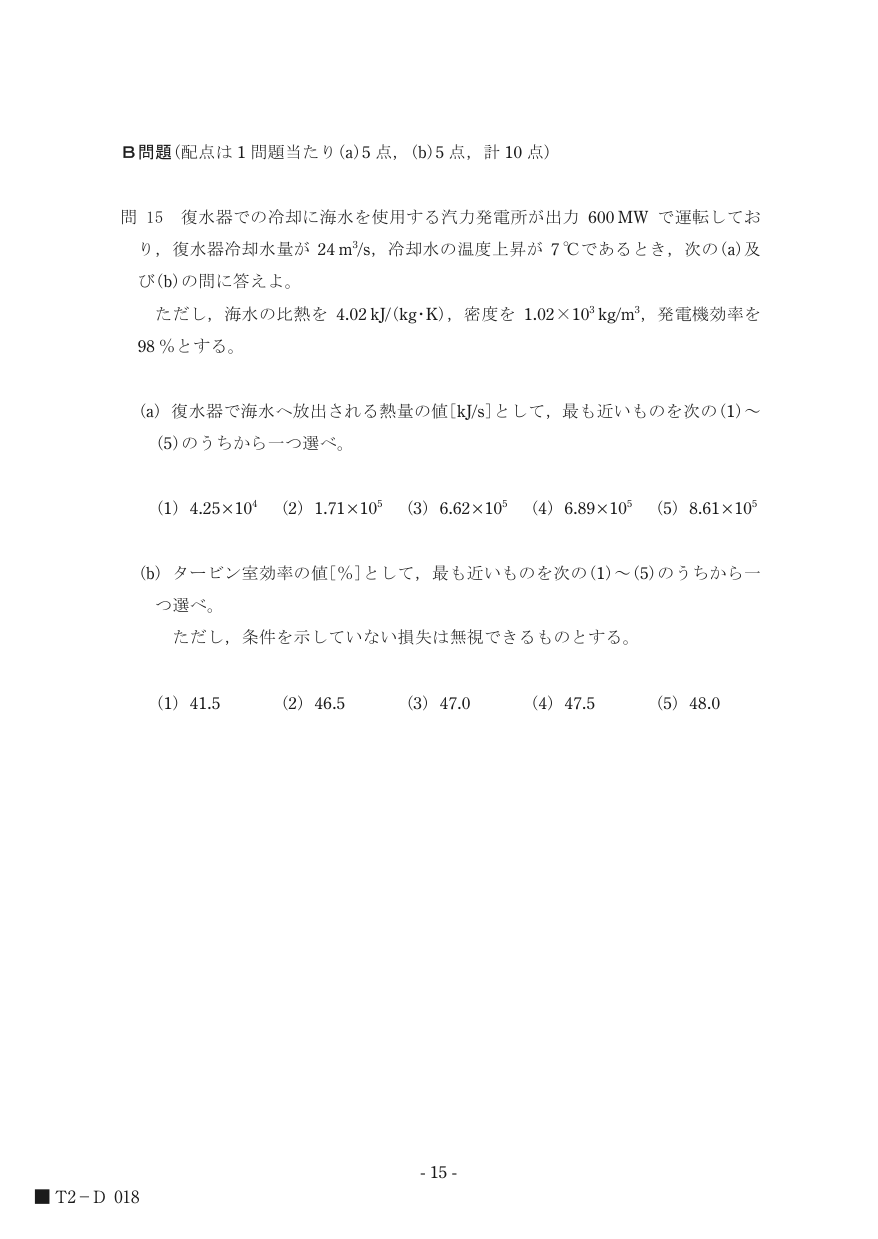 B問題(配点は1問題当たり(a)5点，(b)5点，計10点)
問 15　復水器での冷却に海水を使用する汽力発電所が出力 600 MW で運転してお
り，復水器冷却水量が 24 m³/s，冷却水の温度上昇が 7℃であるとき，次の(a)及
び(b)の問に答えよ。
ただし，海水の比熱を 4.02 kJ/(kg・K)，密度を 1.02×10³ kg/m³，発電機効率を
98 %とする。
(a) 復水器で海水へ放出される熱量の値[kJ/s]として，最も近いものを次の(1)～
(5)のうちから一つ選べ。
(1) 4.25×10⁴ (2) 1.71×10⁵ (3) 6.62×10⁵ (4) 6.89×10⁵ (5) 8.61×10⁵
(b) タービン室効率の値[%]として，最も近いものを次の(1)～(5)のうちから一
つ選べ。
ただし，条件を示していない損失は無視できるものとする。
(1) 41.5 (2) 46.5 (3) 47.0 (4) 47.5 (5) 48.0
- 15 -
■ T2－D 018